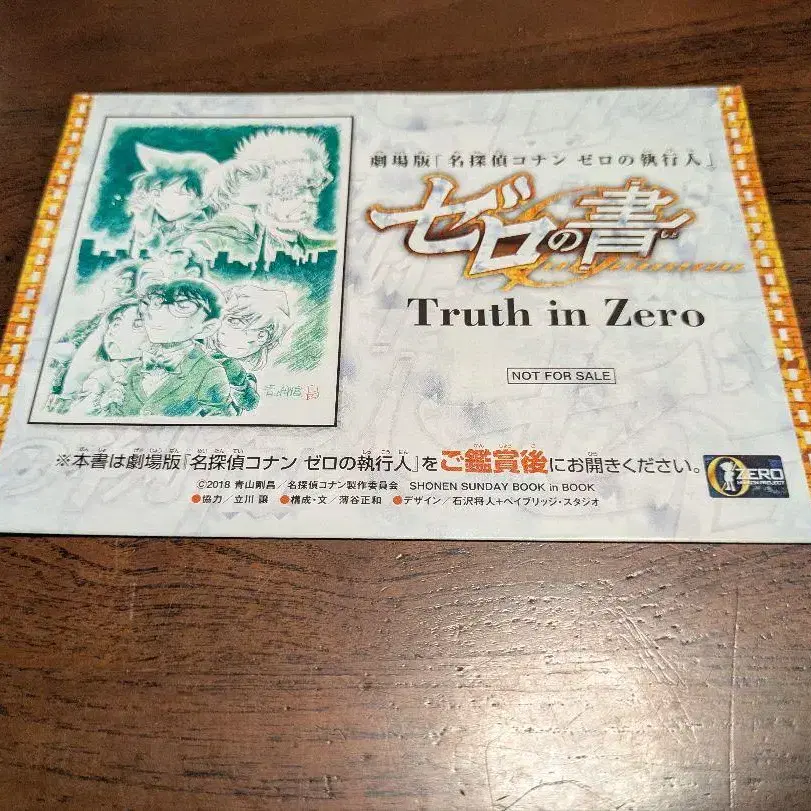 劇場版「名探偵コナン ゼロの執行人」
ゼロの書
Truth in Zero
NOT FOR SALE
※本書は劇場版『名探偵コナン ゼロの執行人』をご鑑賞後にお開きください。
ZERO
©2018 青山剛昌/名探偵コナン製作委員会 SHONEN SUNDAY BOOK in BOOK
●協力/立川 譲 ●構成・文/薄谷正和 ●デザイン/石沢将人+ベイブリッジ・スタジオ